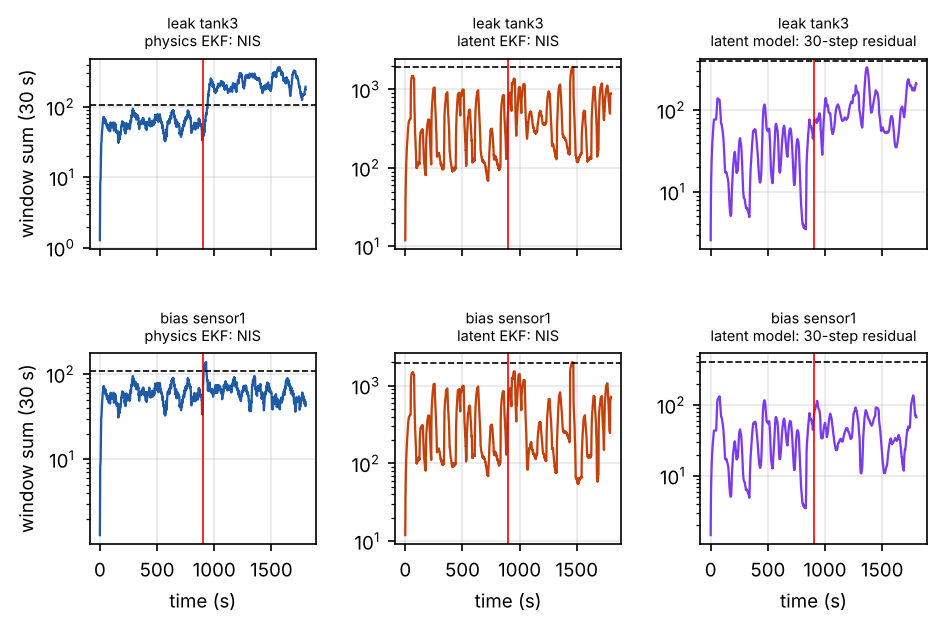 leak tank3
physics EKF: NIS
leak tank3
latent EKF: NIS
leak tank3
latent model: 30-step residual
window sum (30 s)
10²
10¹
10⁰
10³
10²
10¹
10²
10¹
bias sensor1
physics EKF: NIS
bias sensor1
latent EKF: NIS
bias sensor1
latent model: 30-step residual
window sum (30 s)
10²
10¹
10³
10²
10¹
10²
10¹
0 500 1000 1500
0 500 1000 1500
0 500 1000 1500
time (s)
time (s)
time (s)